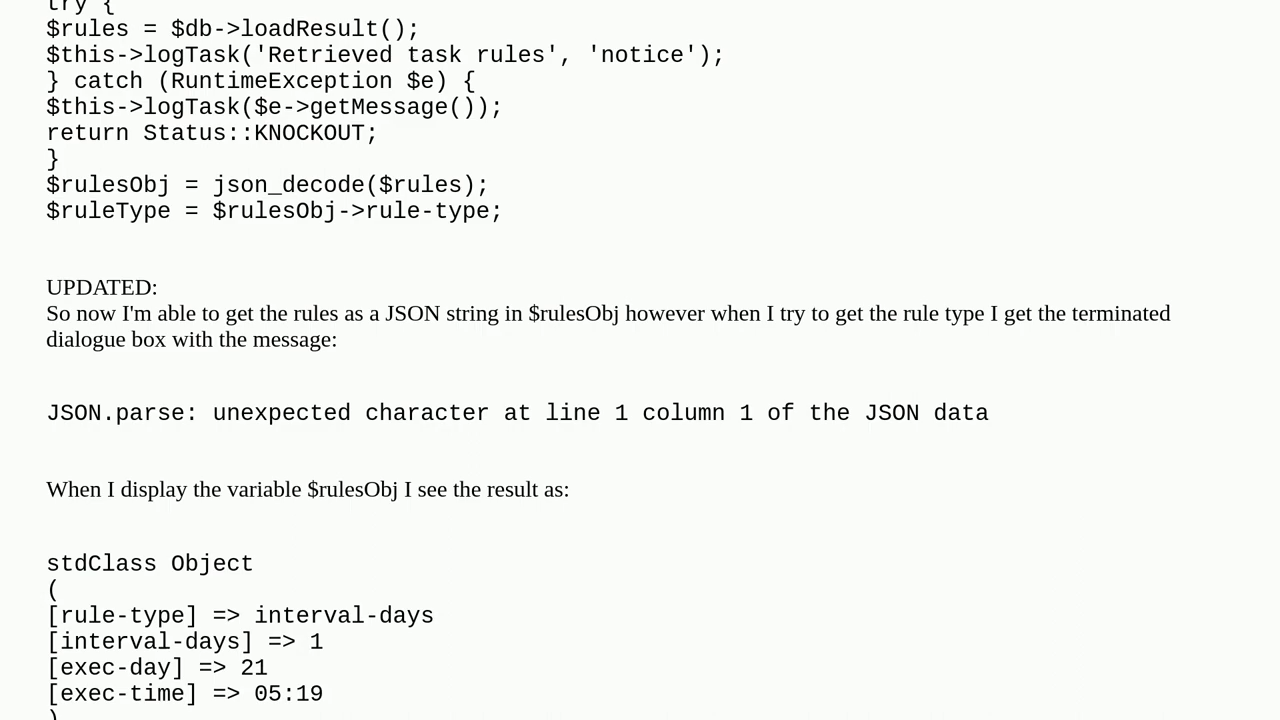 try {
$rules = $db->loadResult();
$this->logTask('Retrieved task rules', 'notice');
} catch (RuntimeException $e) {
$this->logTask($e->getMessage());
return Status::KNOCKOUT;
}
$rulesObj = json_decode($rules);
$ruleType = $rulesObj->rule-type;
UPDATED:
So now I'm able to get the rules as a JSON string in $rulesObj however when I try to get the rule type I get the terminated
dialogue box with the message:
JSON.parse: unexpected character at line 1 column 1 of the JSON data
When I display the variable $rulesObj I see the result as:
stdClass Object
(
[rule-type] => interval-days
[interval-days] => 1
[exec-day] => 21
[exec-time] => 05:19
)